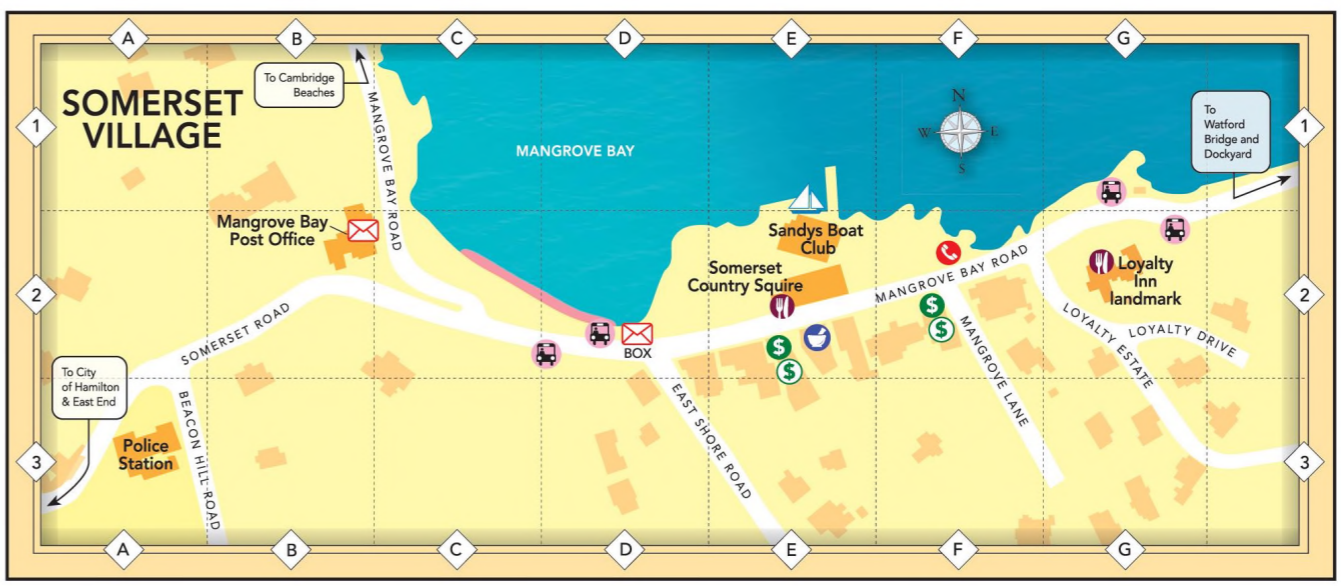 A
B
C
D
E
F
G
1
1
To Cambridge
Beaches
SOMERSET
VILLAGE
To
Watford
Bridge and
Dockyard
N
W
E
S
MANGROVE BAY
MANGROVE BAY ROAD
Mangrove Bay
Post Office
Sandys Boat
Club
Somerset
Country Squire
MANGROVE BAY ROAD
Loyalty
Inn
landmark
2
2
SOMERSET ROAD
BOX
$
$
$
$
MANGROVE LANE
LOYALTY ESTATE
LOYALTY DRIVE
To City
of Hamilton
& East End
BEACON HILL ROAD
EAST SHORE ROAD
Police
Station
3
3
A
B
C
D
E
F
G